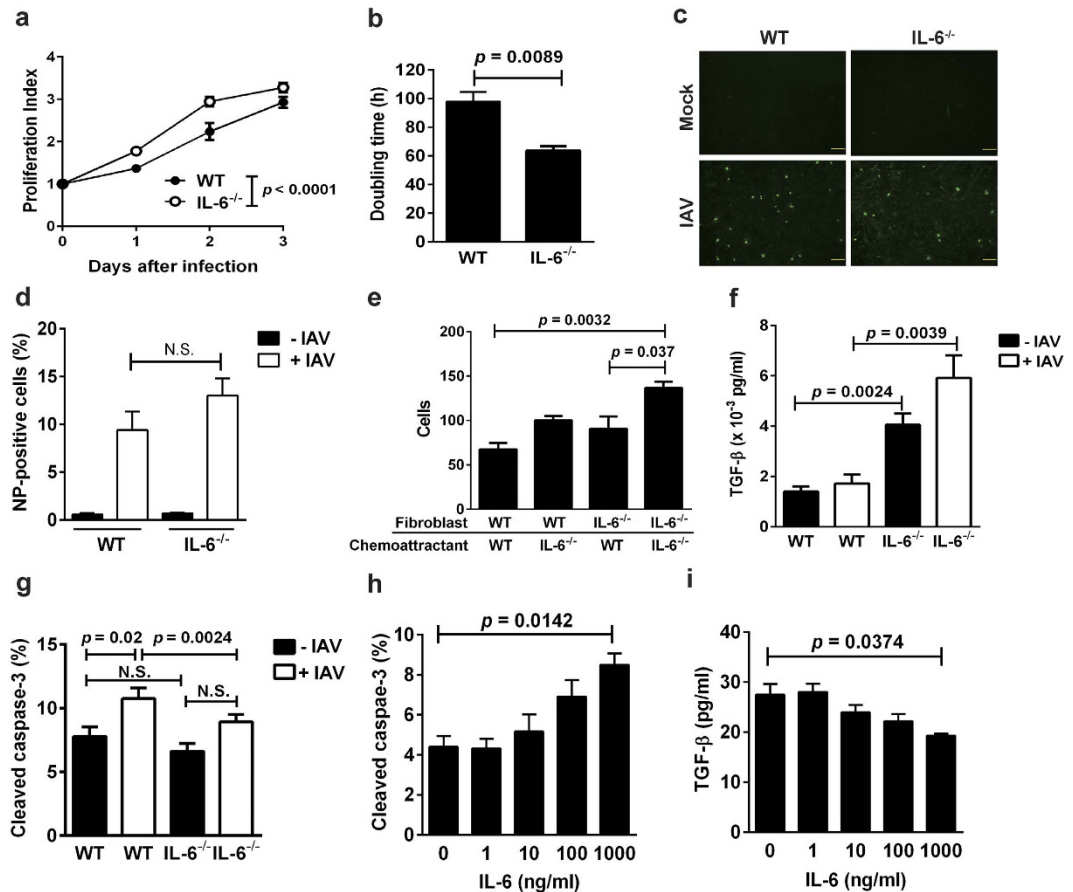 a
Proliferation Index
4
3
2
1
0
0 1 2 3
Days after infection
WT
IL-6⁻/⁻
p < 0.0001
b
p = 0.0089
Doubling time (h)
120
100
80
60
40
20
0
WT IL-6⁻/⁻
c
WT IL-6⁻/⁻
Mock
IAV
d
NP-positive cells (%)
20
15
10
5
0
N.S.
- IAV
+ IAV
WT IL-6⁻/⁻
e
p = 0.0032
p = 0.037
Cells
200
150
100
50
0
Fibroblast WT WT IL-6⁻/⁻ IL-6⁻/⁻
Chemoattractant WT IL-6⁻/⁻ WT IL-6⁻/⁻
f
p = 0.0039
p = 0.0024
- IAV
+ IAV
TGF-β (x 10⁻³ pg/ml)
8
6
4
2
0
WT WT IL-6⁻/⁻ IL-6⁻/⁻
g
p = 0.02 p = 0.0024
N.S.
N.S.
- IAV
+ IAV
Cleaved caspase-3 (%)
15
10
5
0
WT WT IL-6⁻/⁻ IL-6⁻/⁻
h
p = 0.0142
Cleaved caspase-3 (%)
10
8
6
4
2
0
0 1 10 100 1000
IL-6 (ng/ml)
i
p = 0.0374
TGF-β (pg/ml)
40
30
20
10
0
0 1 10 100 1000
IL-6 (ng/ml)